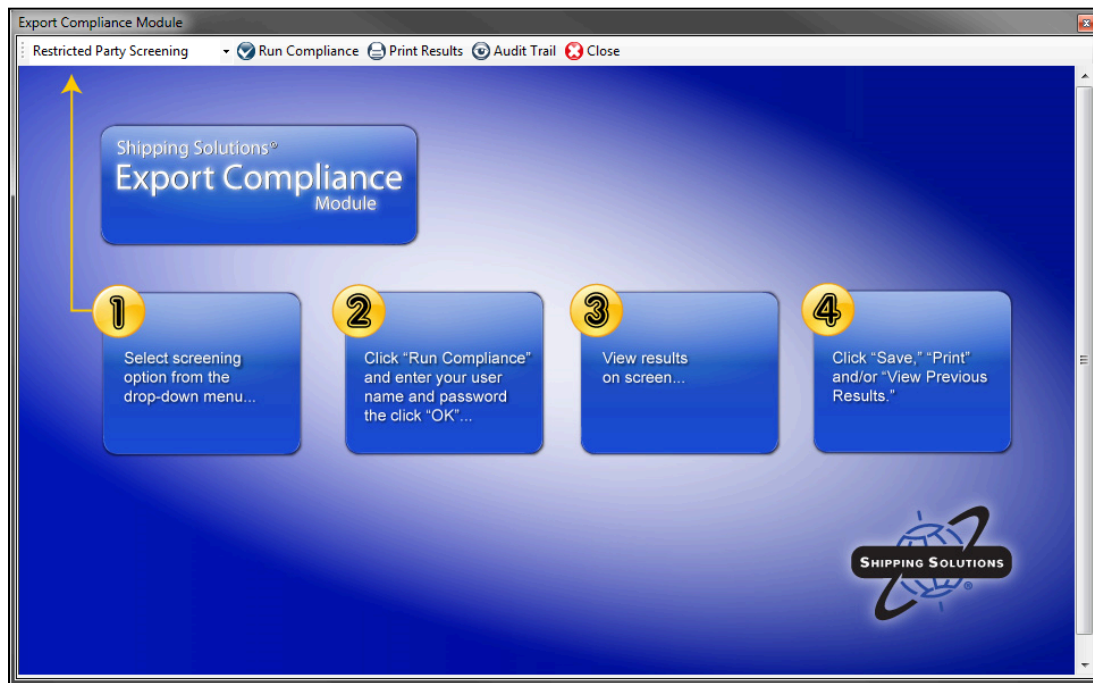 Export Compliance Module
Restricted Party Screening Run Compliance Print Results Audit Trail Close
Shipping Solutions®
Export Compliance
Module
1
Select screening
option from the
drop-down menu...
2
Click “Run Compliance”
and enter your user
name and password
the click “OK”...
3
View results
on screen...
4
Click “Save,” “Print”
and/or “View Previous
Results.”
SHIPPING SOLUTIONS
®